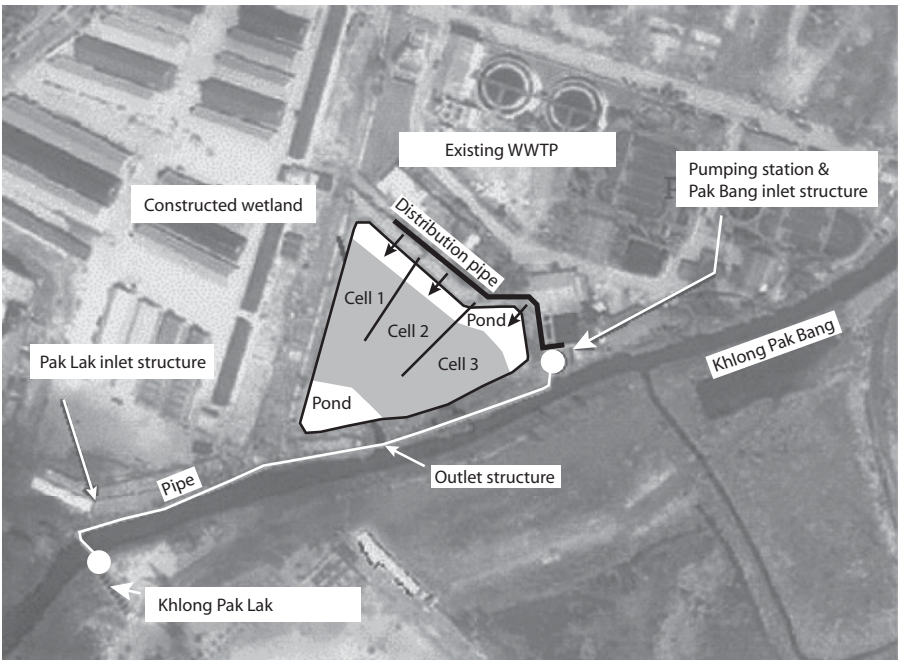 Existing WWTP
Pumping station &
Pak Bang inlet structure
Constructed wetland
Distribution pipe
Cell 1
Cell 2
Pond
Cell 3
Khlong Pak Bang
Pak Lak inlet structure
Pond
Outlet structure
Pipe
Khlong Pak Lak